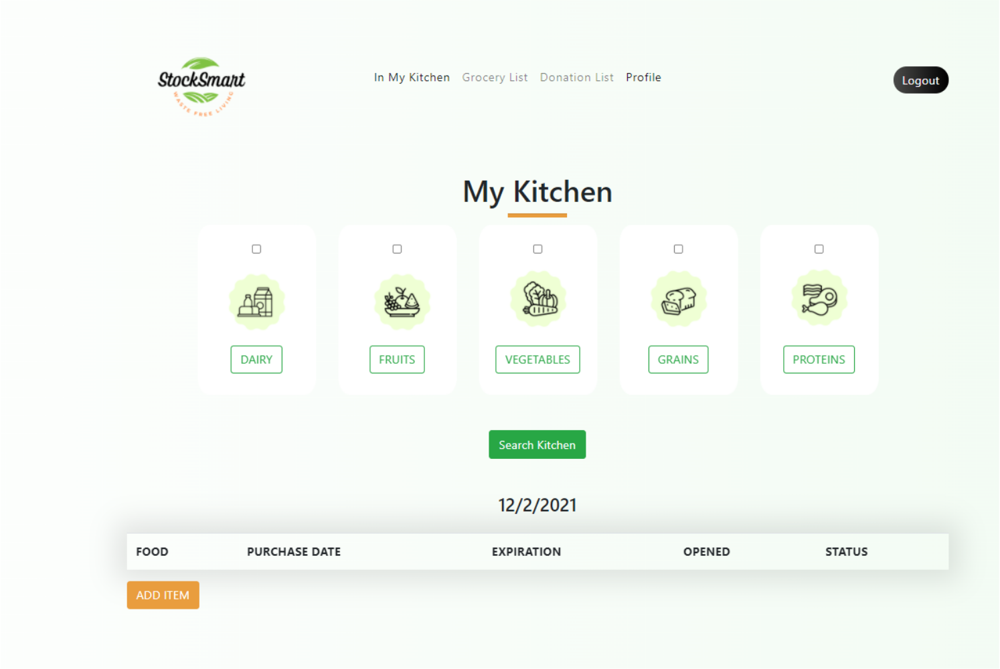 StockSmart
WASTE FREE LIVING
In My Kitchen Grocery List Donation List Profile
Logout
My Kitchen
DAIRY FRUITS VEGETABLES GRAINS PROTEINS
Search Kitchen
12/2/2021
FOOD PURCHASE DATE EXPIRATION OPENED STATUS
ADD ITEM